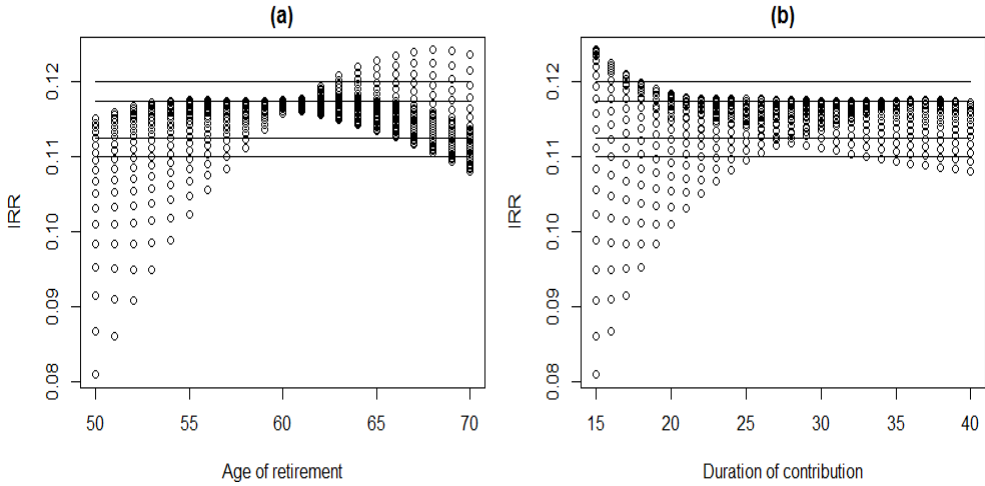 (a)
IRR
0.12
0.11
0.10
0.09
0.08
50 55 60 65 70
Age of retirement
(b)
IRR
0.12
0.11
0.10
0.09
0.08
15 20 25 30 35 40
Duration of contribution